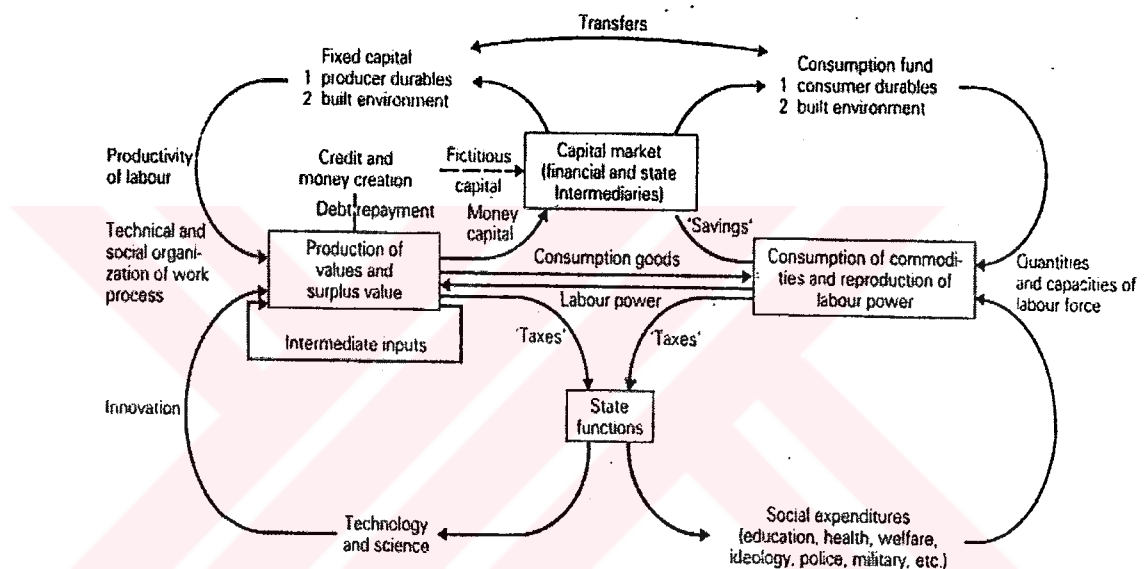 Transfers
Fixed capital
1 producer durables
2 built environment
Consumption fund
1 consumer durables
2 built environment
Productivity
of labour
Credit and
money creation
Fictitious
capital
Capital market
(financial and state
Intermediaries)
Debt repayment
Money
capital
'Savings'
Technical and
social organi-
zation of work
process
Production of
values and
surplus value
Consumption goods
Labour power
Consumption of commodi-
ties and reproduction of
labour power
Quantities
and capacities of
labour force
Intermediate inputs
'Taxes'
'Taxes'
Innovation
State
functions
Technology
and science
Social expenditures
(education, health, welfare,
ideology, police, military, etc.)